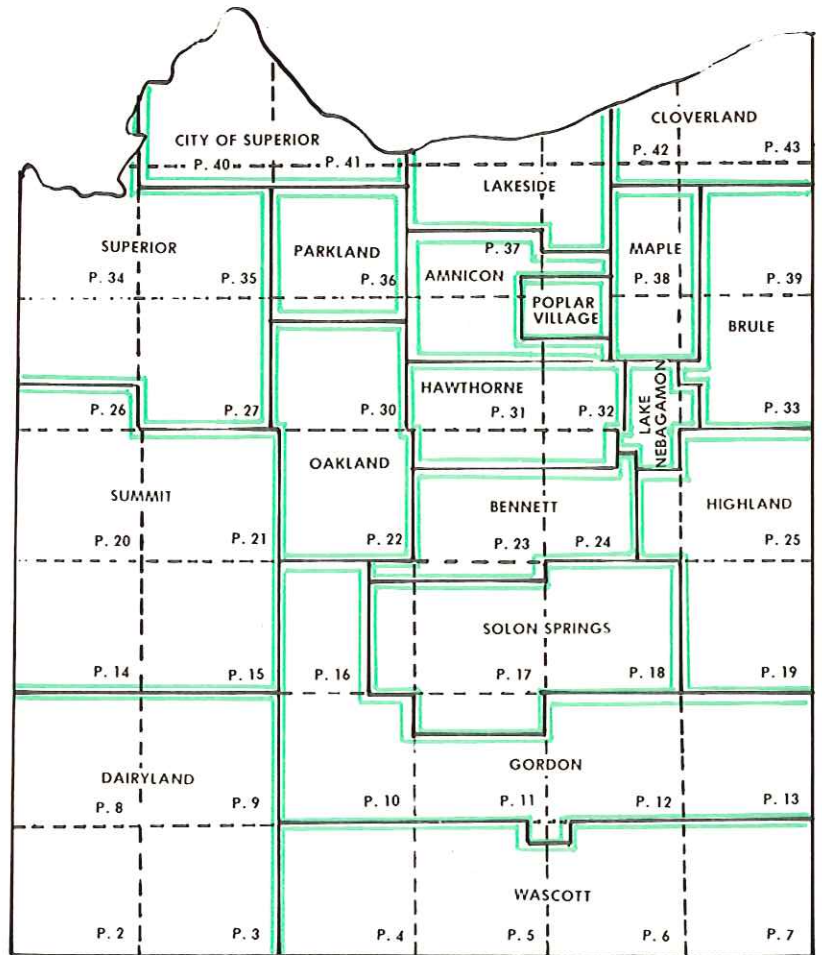 CLOVERLAND
CITY OF SUPERIOR
P. 42
P. 43
P. 40
P. 41
LAKESIDE
SUPERIOR
PARKLAND
P. 37
MAPLE
P. 34
P. 35
P. 36
AMNICON
P. 38
P. 39
POPLAR
VILLAGE
BRULE
HAWTHORNE
LAKE
NEBAGAMON
P. 26
P. 27
P. 30
P. 31
P. 32
P. 33
OAKLAND
SUMMIT
BENNETT
HIGHLAND
P. 20
P. 21
P. 22
P. 23
P. 24
P. 25
SOLON SPRINGS
P. 14
P. 15
P. 16
P. 17
P. 18
P. 19
GORDON
DAIRYLAND
P. 8
P. 9
P. 10
P. 11
P. 12
P. 13
WASCOTT
P. 2
P. 3
P. 4
P. 5
P. 6
P. 7